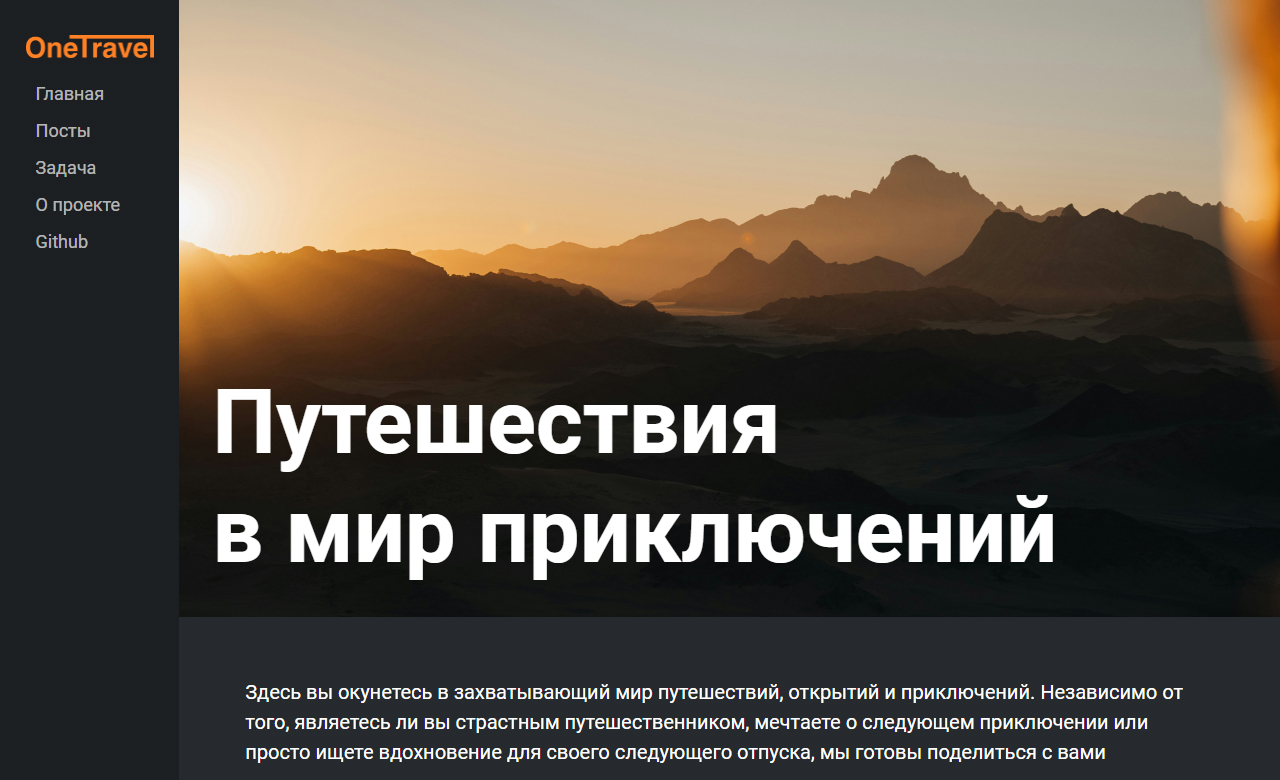 OneTravel
Главная
Посты
Задача
О проекте
Github
Путешествия
в мир приключений
Здесь вы окунетесь в захватывающий мир путешествий, открытий и приключений. Независимо от
того, являетесь ли вы страстным путешественником, мечтаете о следующем приключении или
просто ищете вдохновение для своего следующего отпуска, мы готовы поделиться с вами